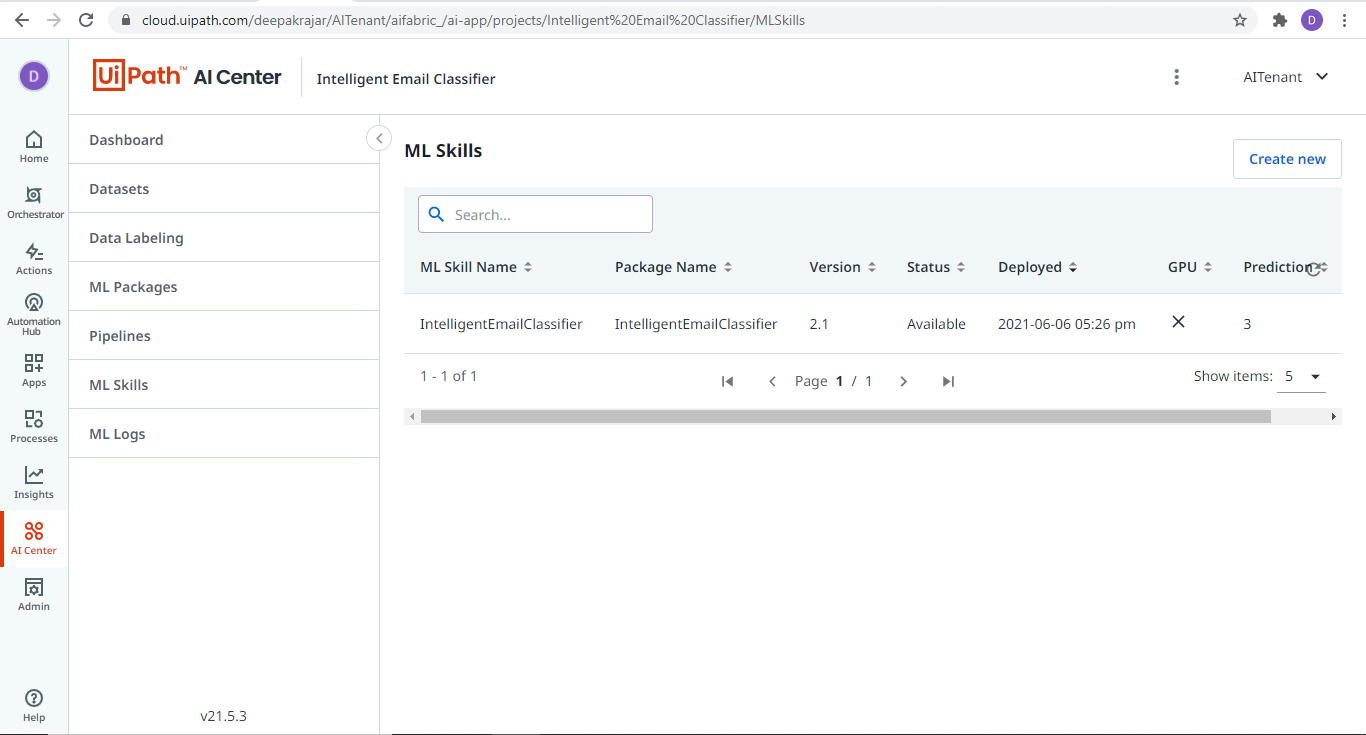 cloud.uipath.com/deepakrajar/AITenant/aifabric_/ai-app/projects/Intelligent%20Email%20Classifier/MLSkills
D
D
UiPath™ AI Center
Intelligent Email Classifier
AITenant
Home
Orchestrator
Actions
Automation
Hub
Apps
Processes
Insights
AI Center
Admin
Help
Dashboard
Datasets
Data Labeling
ML Packages
Pipelines
ML Skills
ML Logs
v21.5.3
ML Skills
Create new
Search...
ML Skill Name Package Name Version Status Deployed GPU Prediction
IntelligentEmailClassifier IntelligentEmailClassifier 2.1 Available 2021-06-06 05:26 pm 3
1 - 1 of 1 Page 1 / 1 Show items: 5